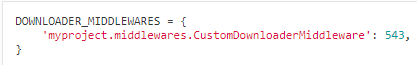 DOWNLOADER_MIDDLEWARES = {
    'myproject.middlewares.CustomDownloaderMiddleware': 543,
}